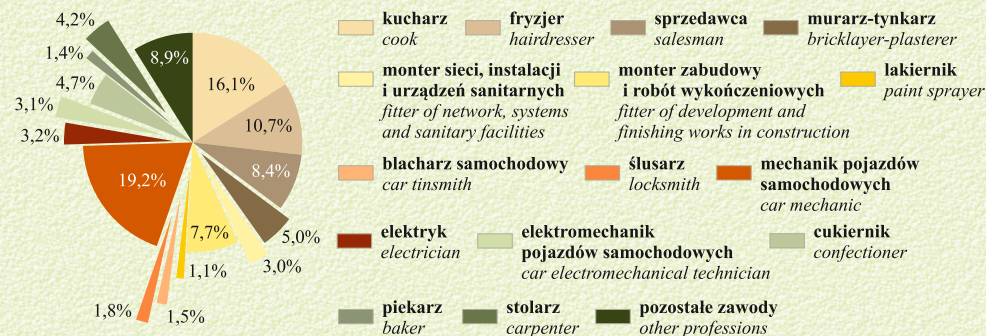 4,2%
1,4%
4,7%
3,1%
3,2%
8,9%
16,1%
10,7%
8,4%
19,2%
7,7%
5,0%
3,0%
1,1%
1,5%
1,8%
kucharz
cook
fryzjer
hairdresser
sprzedawca
salesman
murarz-tynkarz
bricklayer-plasterer
monter sieci, instalacji
i urządzeń sanitarnych
fitter of network, systems
and sanitary facilities
monter zabudowy
i robót wykończeniowych
fitter of development and
finishing works in construction
lakiernik
paint sprayer
blacharz samochodowy
car tinsmith
ślusarz
locksmith
mechanik pojazdów
samochodowych
car mechanic
elektryk
electrician
elektromechanik
pojazdów samochodowych
car electromechanical technician
cukiernik
confectioner
piekarz
baker
stolarz
carpenter
pozostałe zawody
other professions